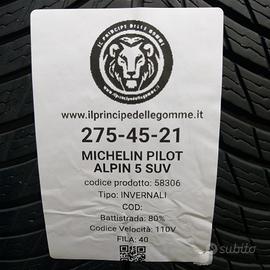 IL PRINCIPE DELLE GOMME
www.ilprincipedellegomme.it
www.ilprincipedellegomme.it
275-45-21
MICHELIN PILOT
ALPIN 5 SUV
codice prodotto: 58306
Tipo: INVERNALI
COD:
Battistrada: 80%
Codice Velocità: 110V
FILA: 40
subito